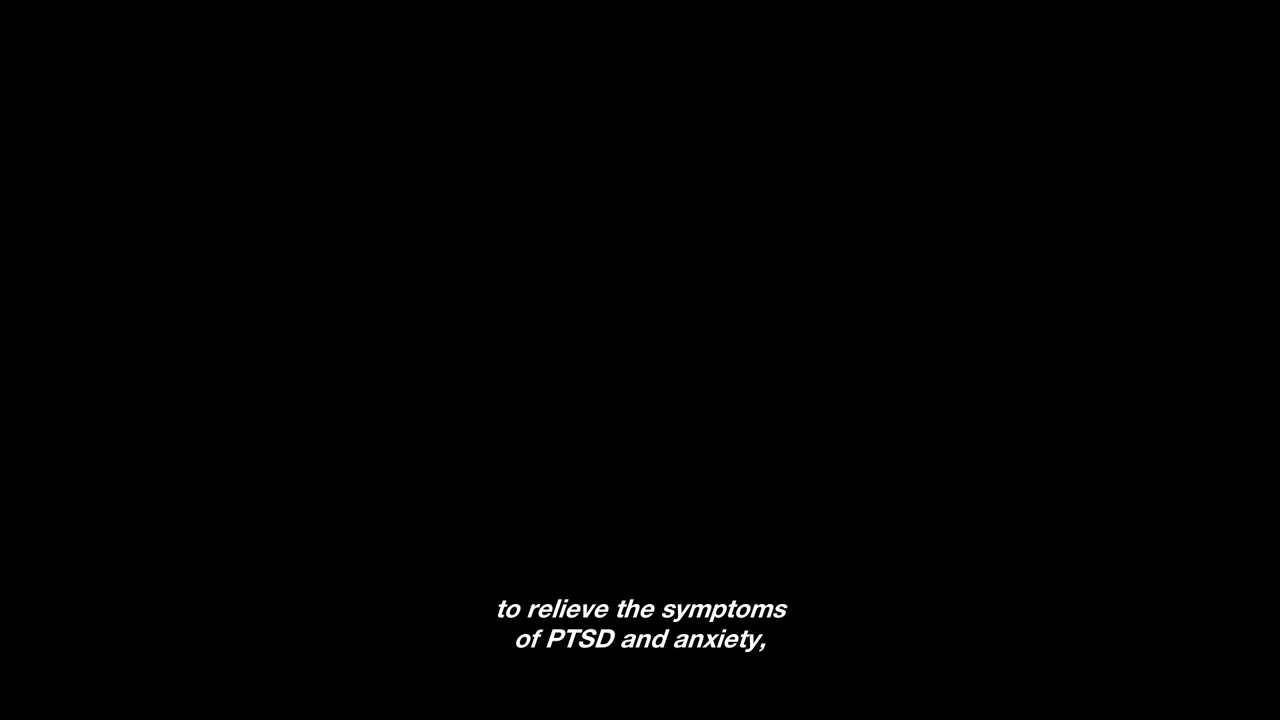 to relieve the symptoms
of PTSD and anxiety,